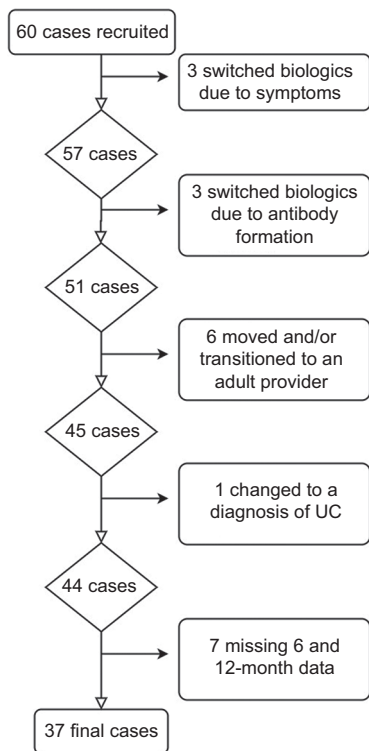 60 cases recruited
3 switched biologics
due to symptoms
57 cases
3 switched biologics
due to antibody
formation
51 cases
6 moved and/or
transitioned to an
adult provider
45 cases
1 changed to a
diagnosis of UC
44 cases
7 missing 6 and
12-month data
37 final cases